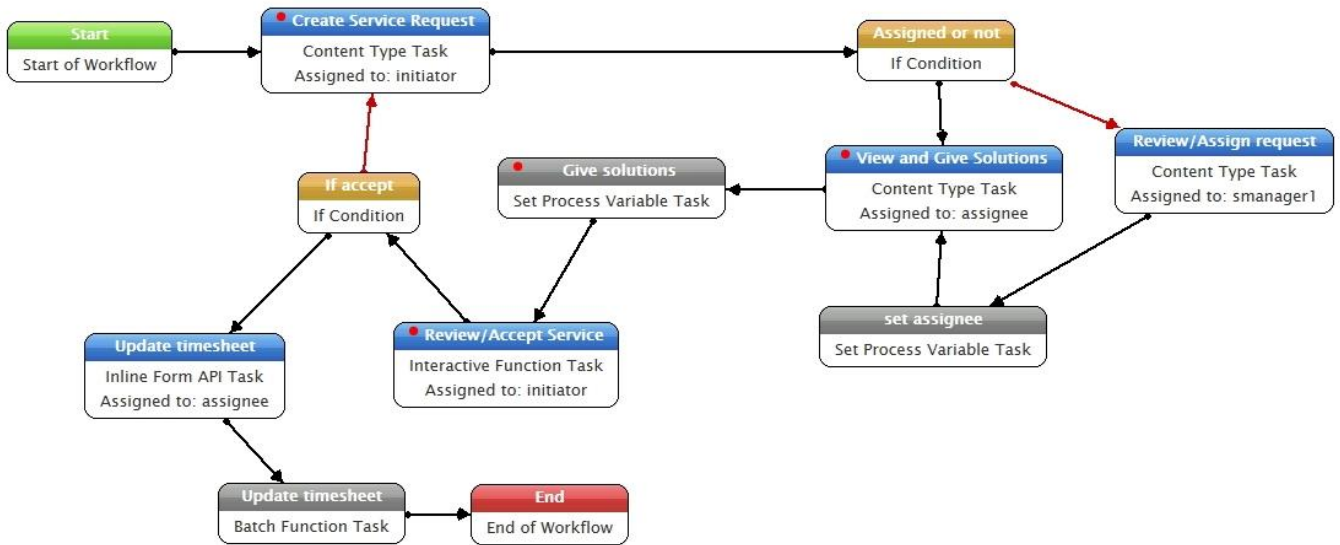 Start
Start of Workflow
Create Service Request
Content Type Task
Assigned to: initiator
Assigned or not
If Condition
Review/Assign request
Content Type Task
Assigned to: smanager1
View and Give Solutions
Content Type Task
Assigned to: assignee
Give solutions
Set Process Variable Task
If accept
If Condition
set assignee
Set Process Variable Task
Review/Accept Service
Interactive Function Task
Assigned to: initiator
Update timesheet
Inline Form API Task
Assigned to: assignee
Update timesheet
Batch Function Task
End
End of Workflow